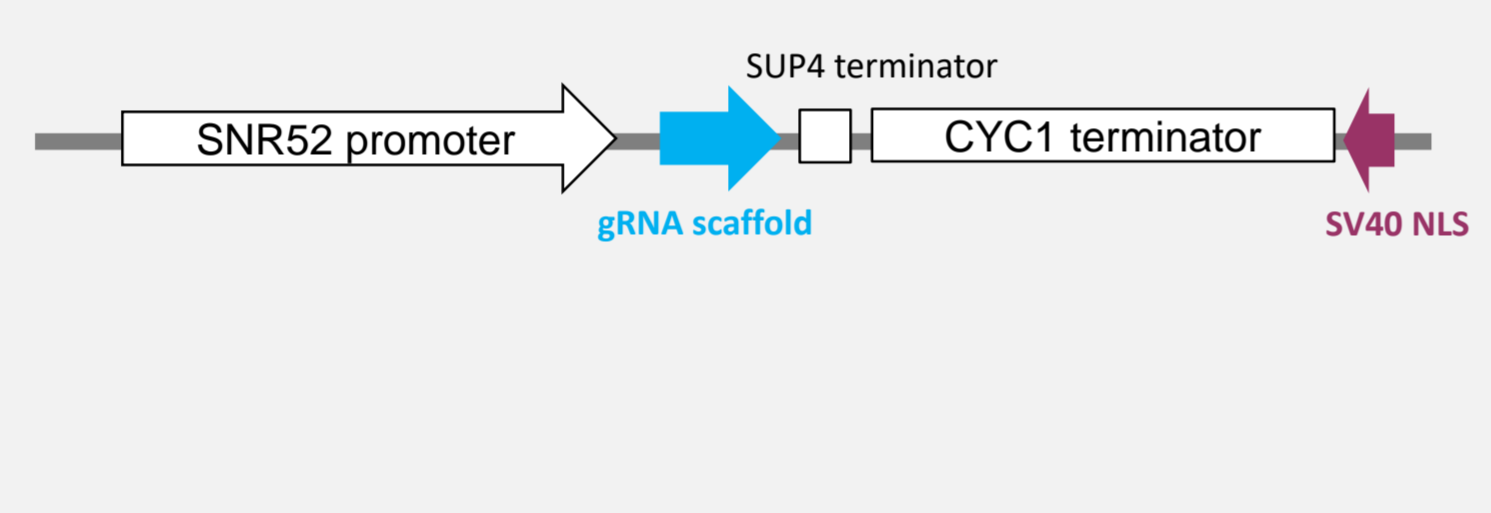 SUP4 terminator
SNR52 promoter
CYC1 terminator
gRNA scaffold
SV40 NLS